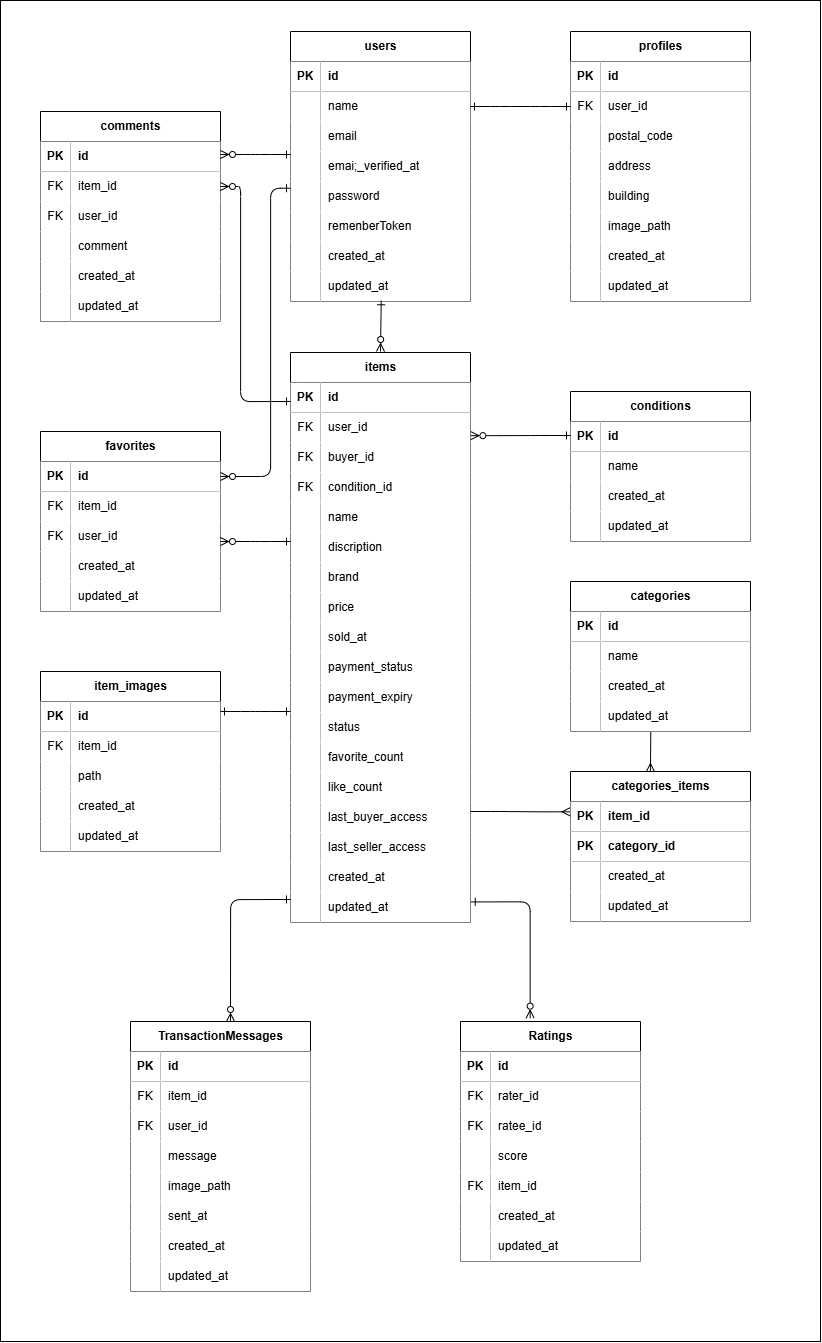 users
PK id
name
email
emai;_verified_at
password
remenberToken
created_at
updated_at
profiles
PK id
FK user_id
postal_code
address
building
image_path
created_at
updated_at
comments
PK id
FK item_id
FK user_id
comment
created_at
updated_at
items
PK id
FK user_id
FK buyer_id
FK condition_id
name
discription
brand
price
sold_at
payment_status
payment_expiry
status
favorite_count
like_count
last_buyer_access
last_seller_access
created_at
updated_at
conditions
PK id
name
created_at
updated_at
favorites
PK id
FK item_id
FK user_id
created_at
updated_at
categories
PK id
name
created_at
updated_at
item_images
PK id
FK item_id
path
created_at
updated_at
categories_items
PK item_id
PK category_id
created_at
updated_at
TransactionMessages
PK id
FK item_id
FK user_id
message
image_path
sent_at
created_at
updated_at
Ratings
PK id
FK rater_id
FK ratee_id
score
FK item_id
created_at
updated_at